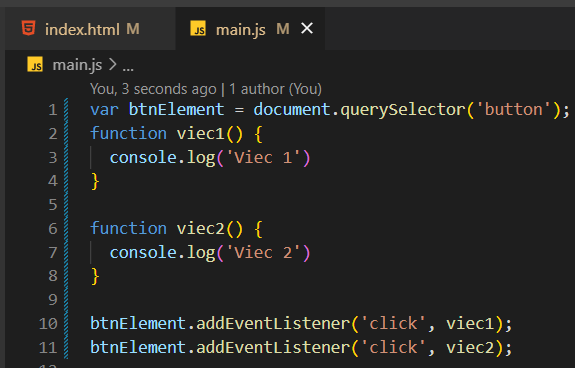 index.html M
main.js M
main.js > ...
You, 3 seconds ago | 1 author (You)
1 var btnElement = document.querySelector('button');
2 function viec1() {
3   console.log('Viec 1')
4 }
5
6 function viec2() {
7   console.log('Viec 2')
8 }
9
10 btnElement.addEventListener('click', viec1);
11 btnElement.addEventListener('click', viec2);